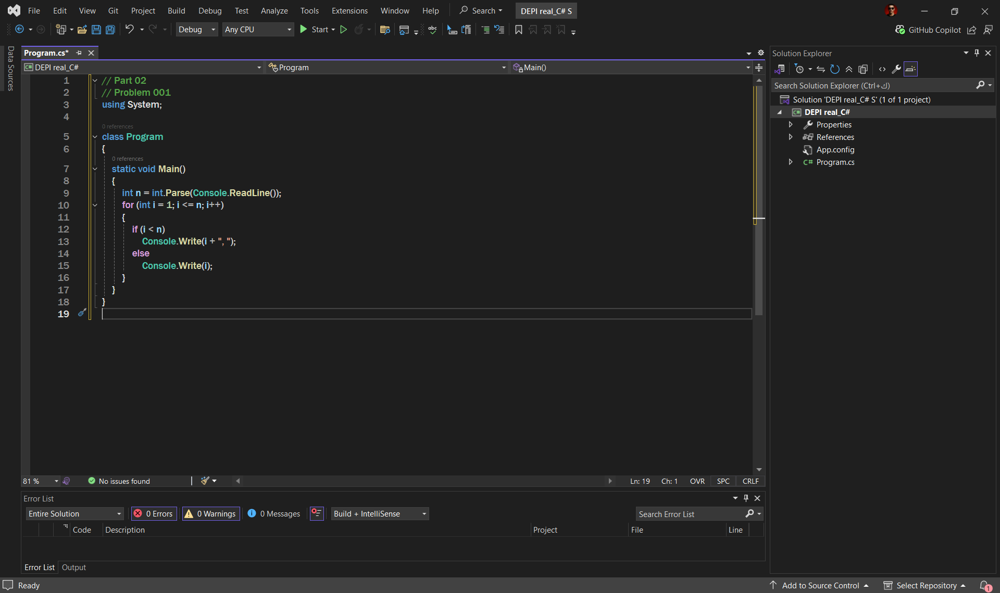 File Edit View Git Project Build Debug Test Analyze Tools Extensions Window Help Search DEPI real_C# S
Debug Any CPU Start abc GitHub Copilot
Data Sources
Program.cs*
DEPI real_C# Program Main()
1 // Part 02
2 // Problem 001
3 using System;
4
0 references
5 class Program
6 {
0 references
7 static void Main()
8 {
9 int n = int.Parse(Console.ReadLine());
10 for (int i = 1; i <= n; i++)
11 {
12 if (i < n)
13 Console.Write(i + ", ");
14 else
15 Console.Write(i);
16 }
17 }
18 }
19
81 % No issues found Ln: 19 Ch: 1 OVR SPC CRLF
Error List
Entire Solution 0 Errors 0 Warnings 0 Messages Build + IntelliSense Search Error List
Code Description Project File Line
Error List Output
Solution Explorer
Search Solution Explorer (Ctrl+ك)
Solution 'DEPI real_C# S' (1 of 1 project)
C# DEPI real_C#
Properties
References
App.config
C# Program.cs
Ready Add to Source Control Select Repository 1